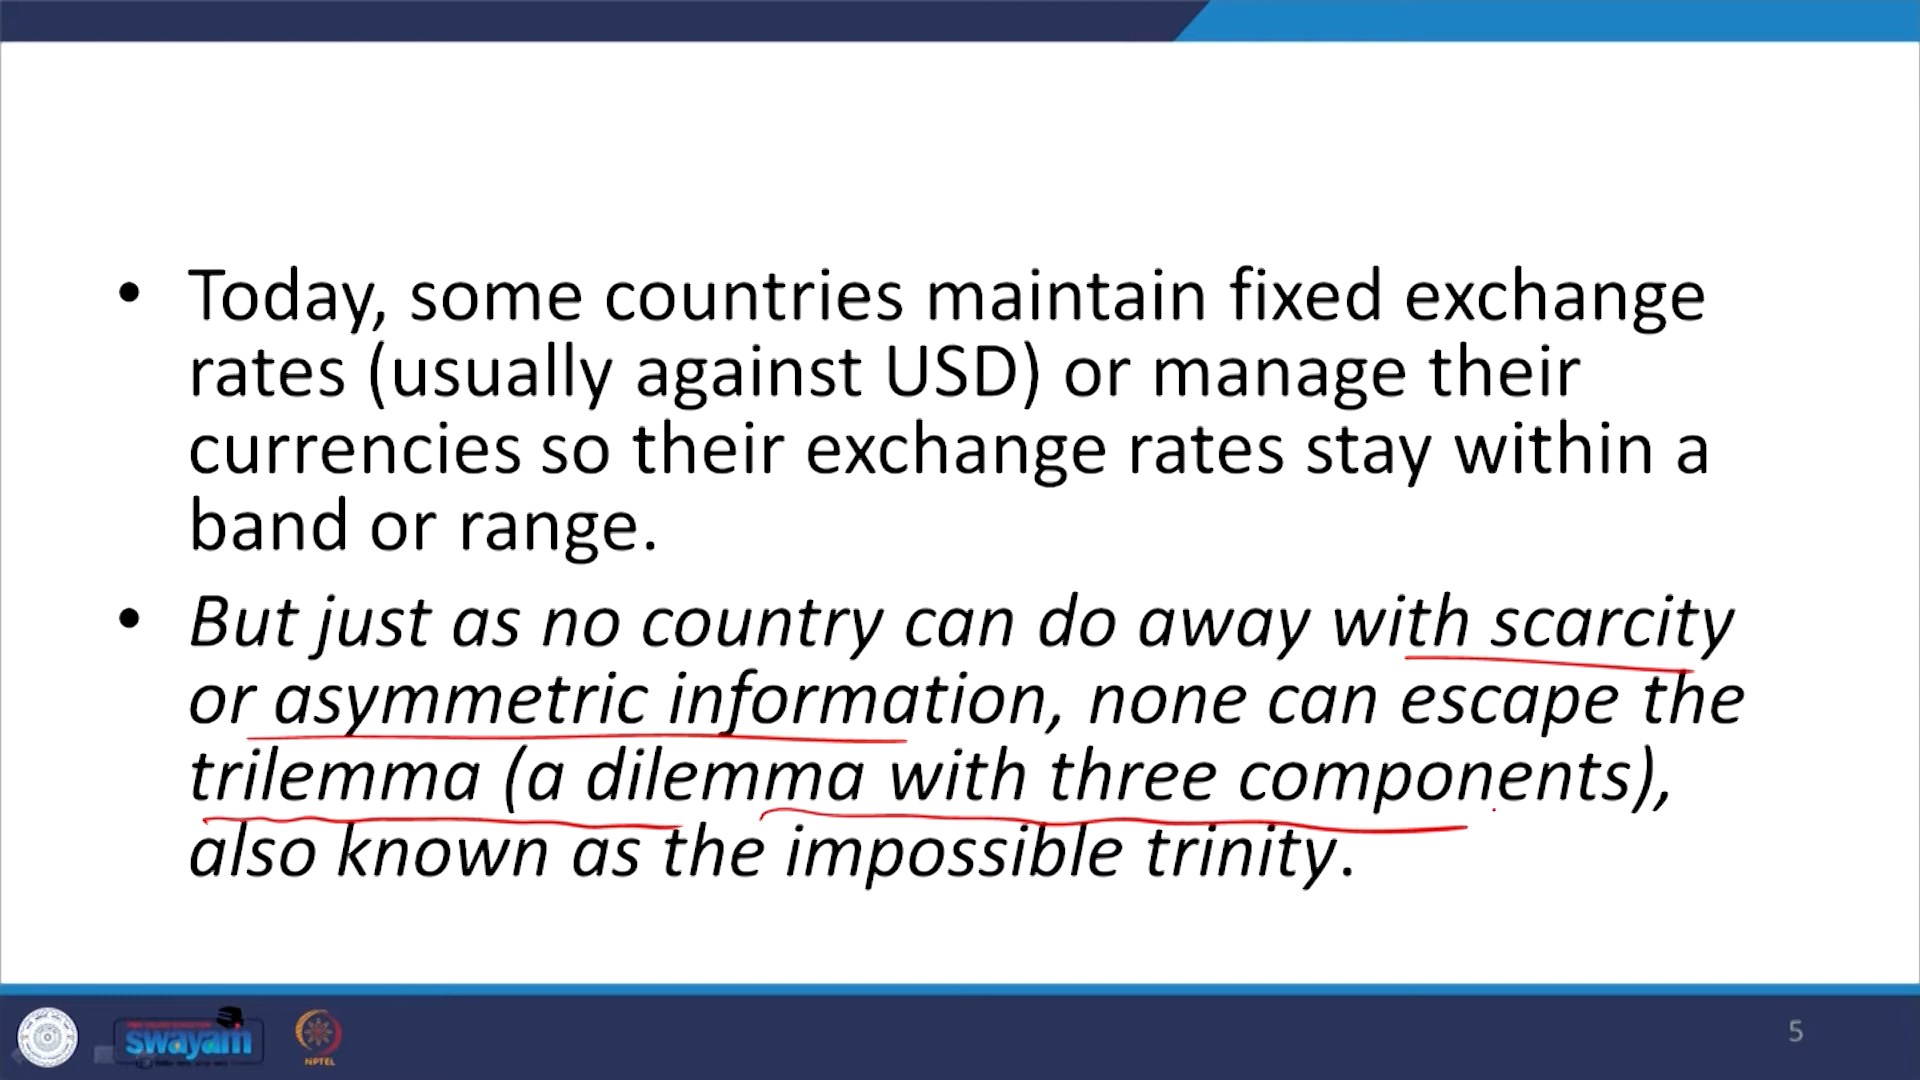 • Today, some countries maintain fixed exchange
rates (usually against USD) or manage their
currencies so their exchange rates stay within a
band or range.
• But just as no country can do away with scarcity
or asymmetric information, none can escape the
trilemma (a dilemma with three components),
also known as the impossible trinity.
swayam
NPTEL
5